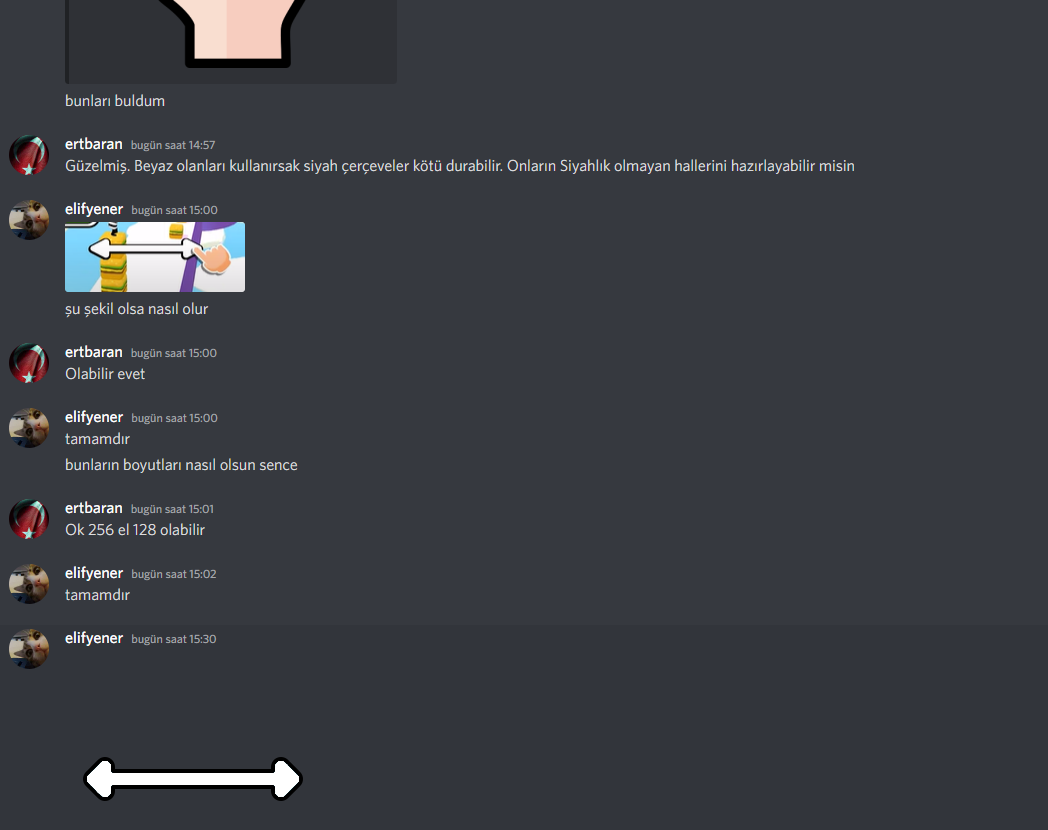 bunları buldum
ertbaran bugün saat 14:57
Güzelmiş. Beyaz olanları kullanırsak siyah çerçeveler kötü durabilir. Onların Siyahlık olmayan hallerini hazırlayabilir misin
elifyener bugün saat 15:00
şu şekil olsa nasıl olur
ertbaran bugün saat 15:00
Olabilir evet
elifyener bugün saat 15:00
tamamdır
bunların boyutları nasıl olsun sence
ertbaran bugün saat 15:01
Ok 256 el 128 olabilir
elifyener bugün saat 15:02
tamamdır
elifyener bugün saat 15:30